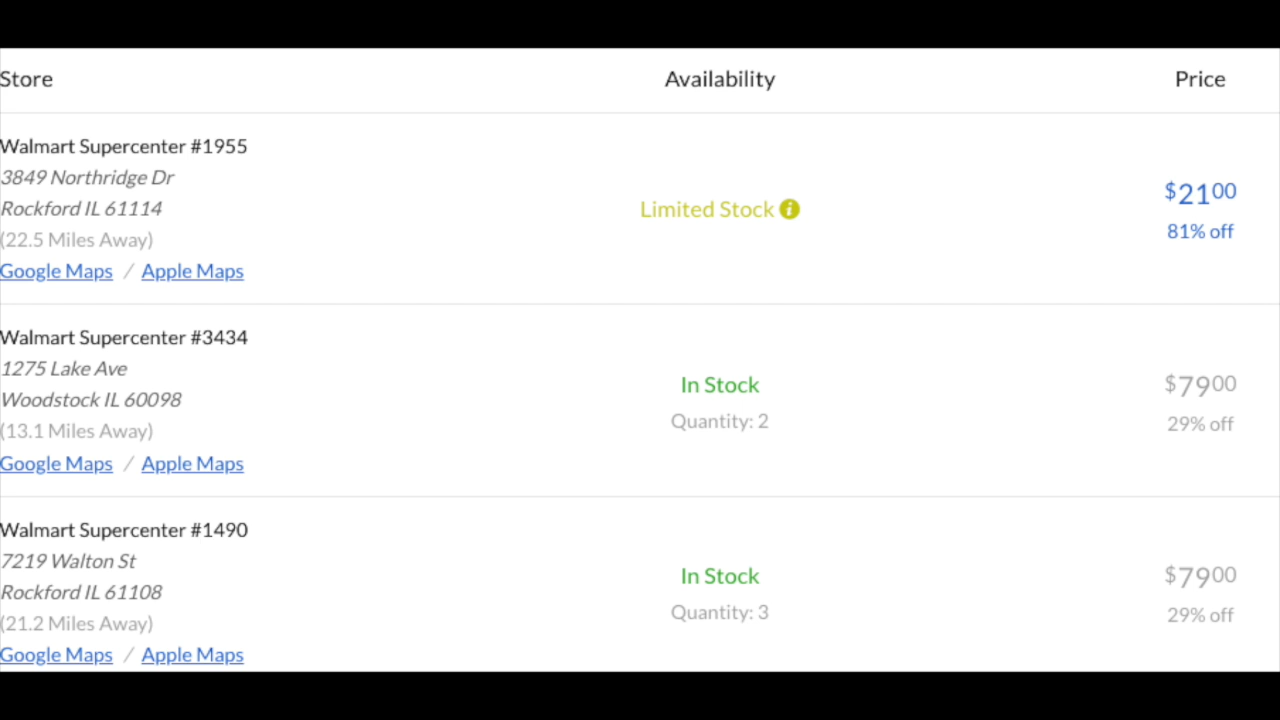 Store Availability Price
Walmart Supercenter #1955
3849 Northridge Dr
Rockford IL 61114
(22.5 Miles Away)
Google Maps / Apple Maps
Limited Stock
$2100
81% off
Walmart Supercenter #3434
1275 Lake Ave
Woodstock IL 60098
(13.1 Miles Away)
Google Maps / Apple Maps
In Stock
Quantity: 2
$7900
29% off
Walmart Supercenter #1490
7219 Walton St
Rockford IL 61108
(21.2 Miles Away)
Google Maps / Apple Maps
In Stock
Quantity: 3
$7900
29% off